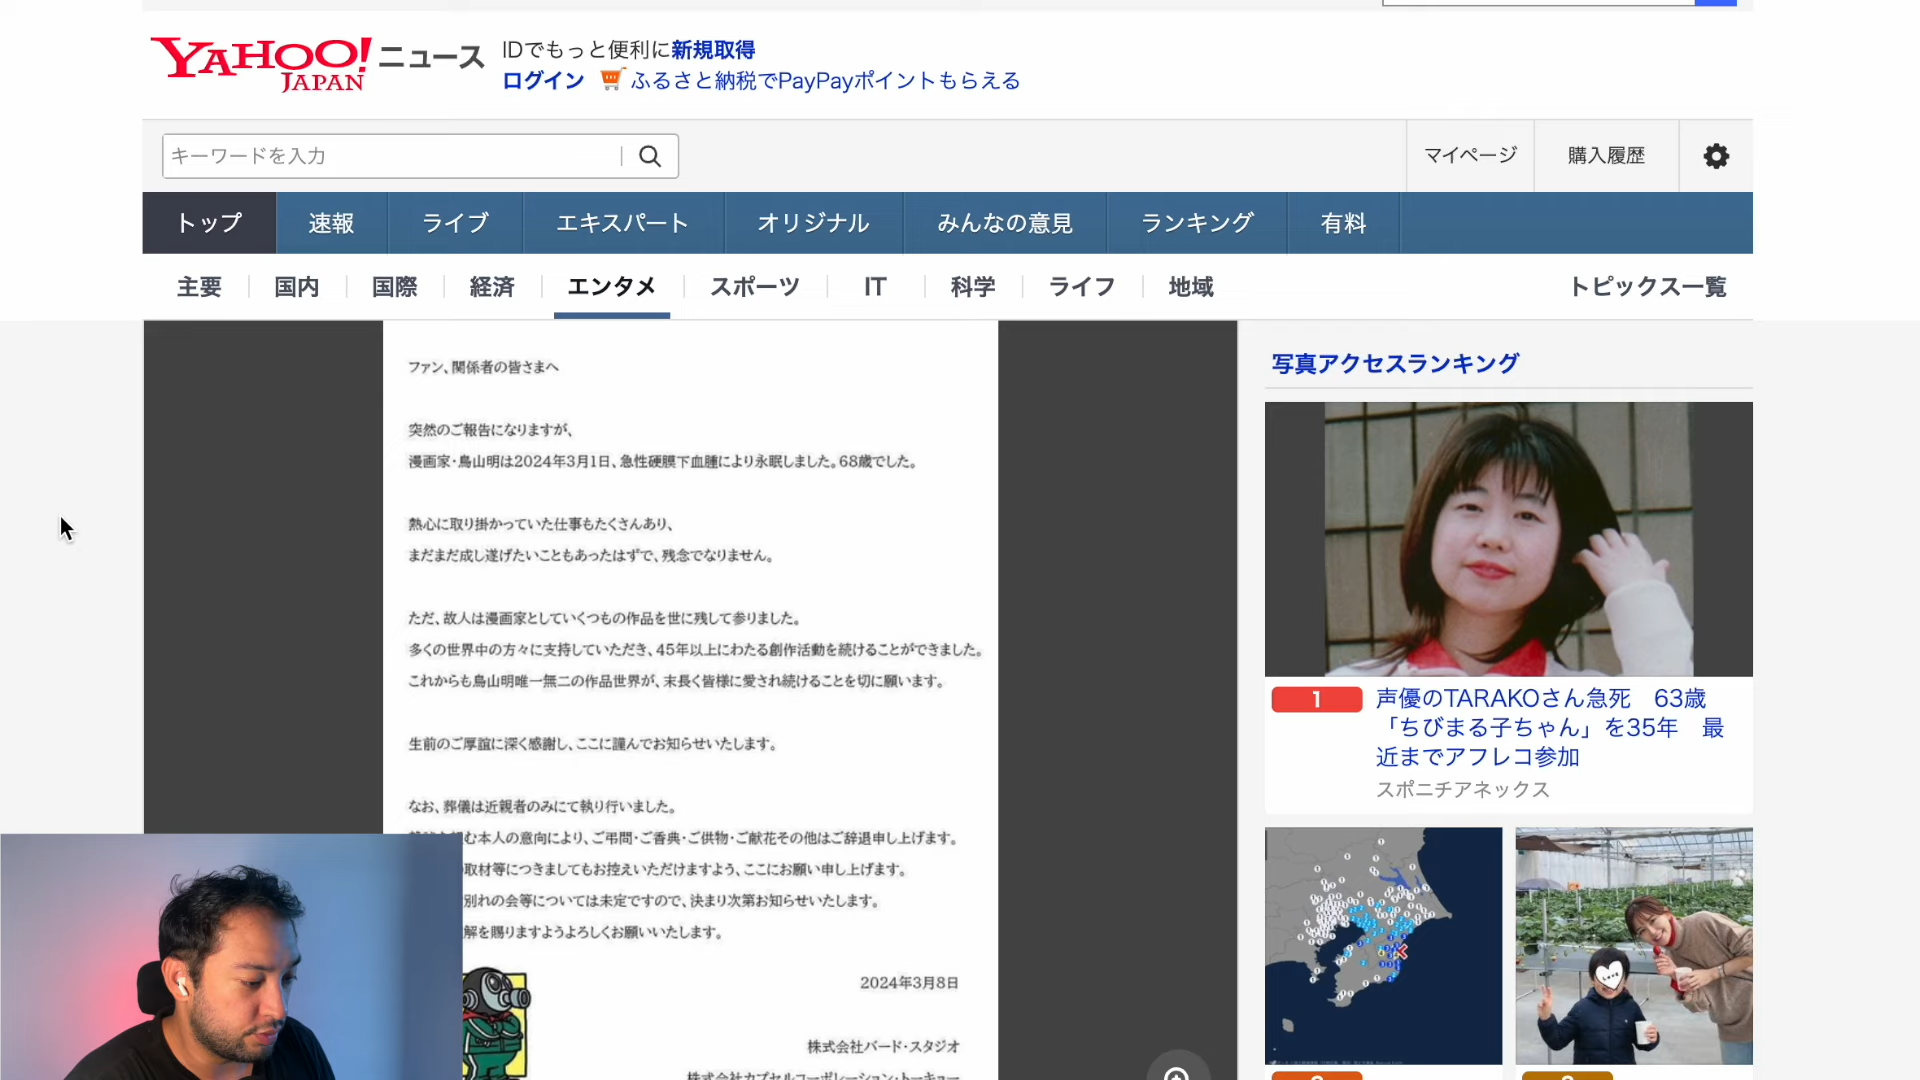 YAHOO! JAPAN ニュース
IDでもっと便利に新規取得
ログイン ふるさと納税でPayPayポイントもらえる
キーワードを入力
マイページ
購入履歴
トップ
速報
ライブ
エキスパート
オリジナル
みんなの意見
ランキング
有料
主要
国内
国際
経済
エンタメ
スポーツ
IT
科学
ライフ
地域
トピックス一覧
ファン、関係者の皆さまへ
突然のご報告になりますが、
漫画家・鳥山明は2024年3月1日、急性硬膜下血腫により永眠しました。68歳でした。
熱心に取り掛かっていた仕事もたくさんあり、
まだまだ成し遂げたいこともあったはずで、残念でなりません。
ただ、故人は漫画家としていくつもの作品を世に残して参りました。
多くの世界中の方々に支持していただき、45年以上にわたる創作活動を続けることができました。
これからも鳥山明唯一無二の作品世界が、末長く皆様に愛され続けることを切に願います。
生前のご厚誼に深く感謝し、ここに謹んでお知らせいたします。
なお、葬儀は近親者のみにて執り行いました。
む本人の意向により、ご弔問・ご香典・ご供物・ご献花その他はご辞退申し上げます。
取材等につきましてもお控えいただけますよう、ここにお願い申し上げます。
別れの会等については未定ですので、決まり次第お知らせいたします。
解を賜りますようよろしくお願いいたします。
2024年3月8日
株式会社バード・スタジオ
株式会社カプセルコーポレーション・トーキョー
写真アクセスランキング
1
声優のTARAKOさん急死 63歳
「ちびまる子ちゃん」を35年 最
近までアフレコ参加
スポニチアネックス